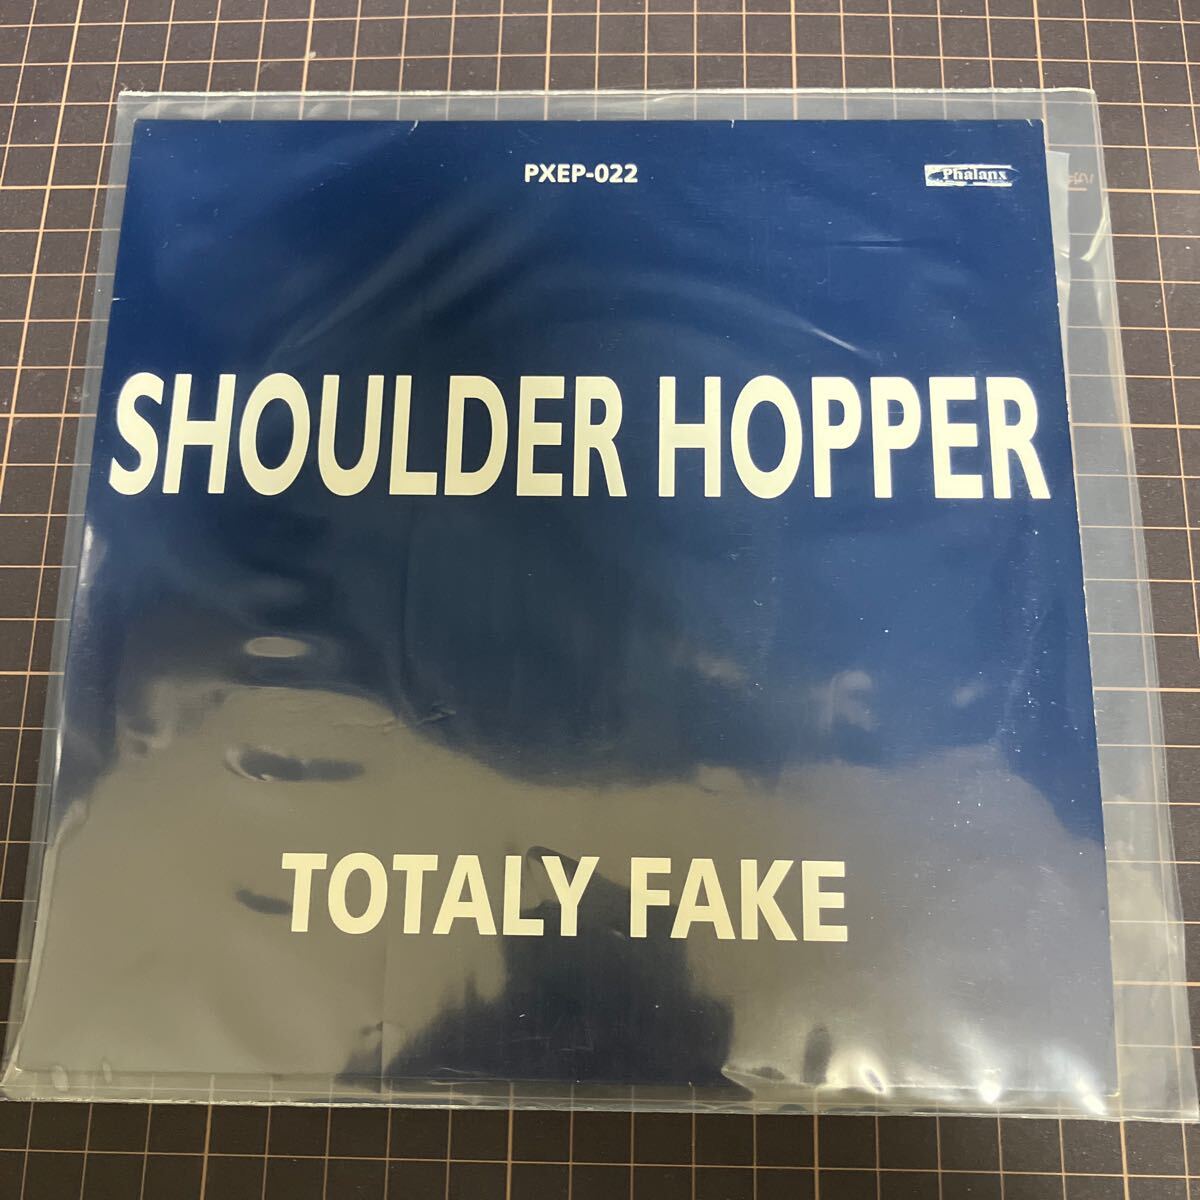 PXEP-022
Phalanx
SHOULDER HOPPER
TOTALY FAKE